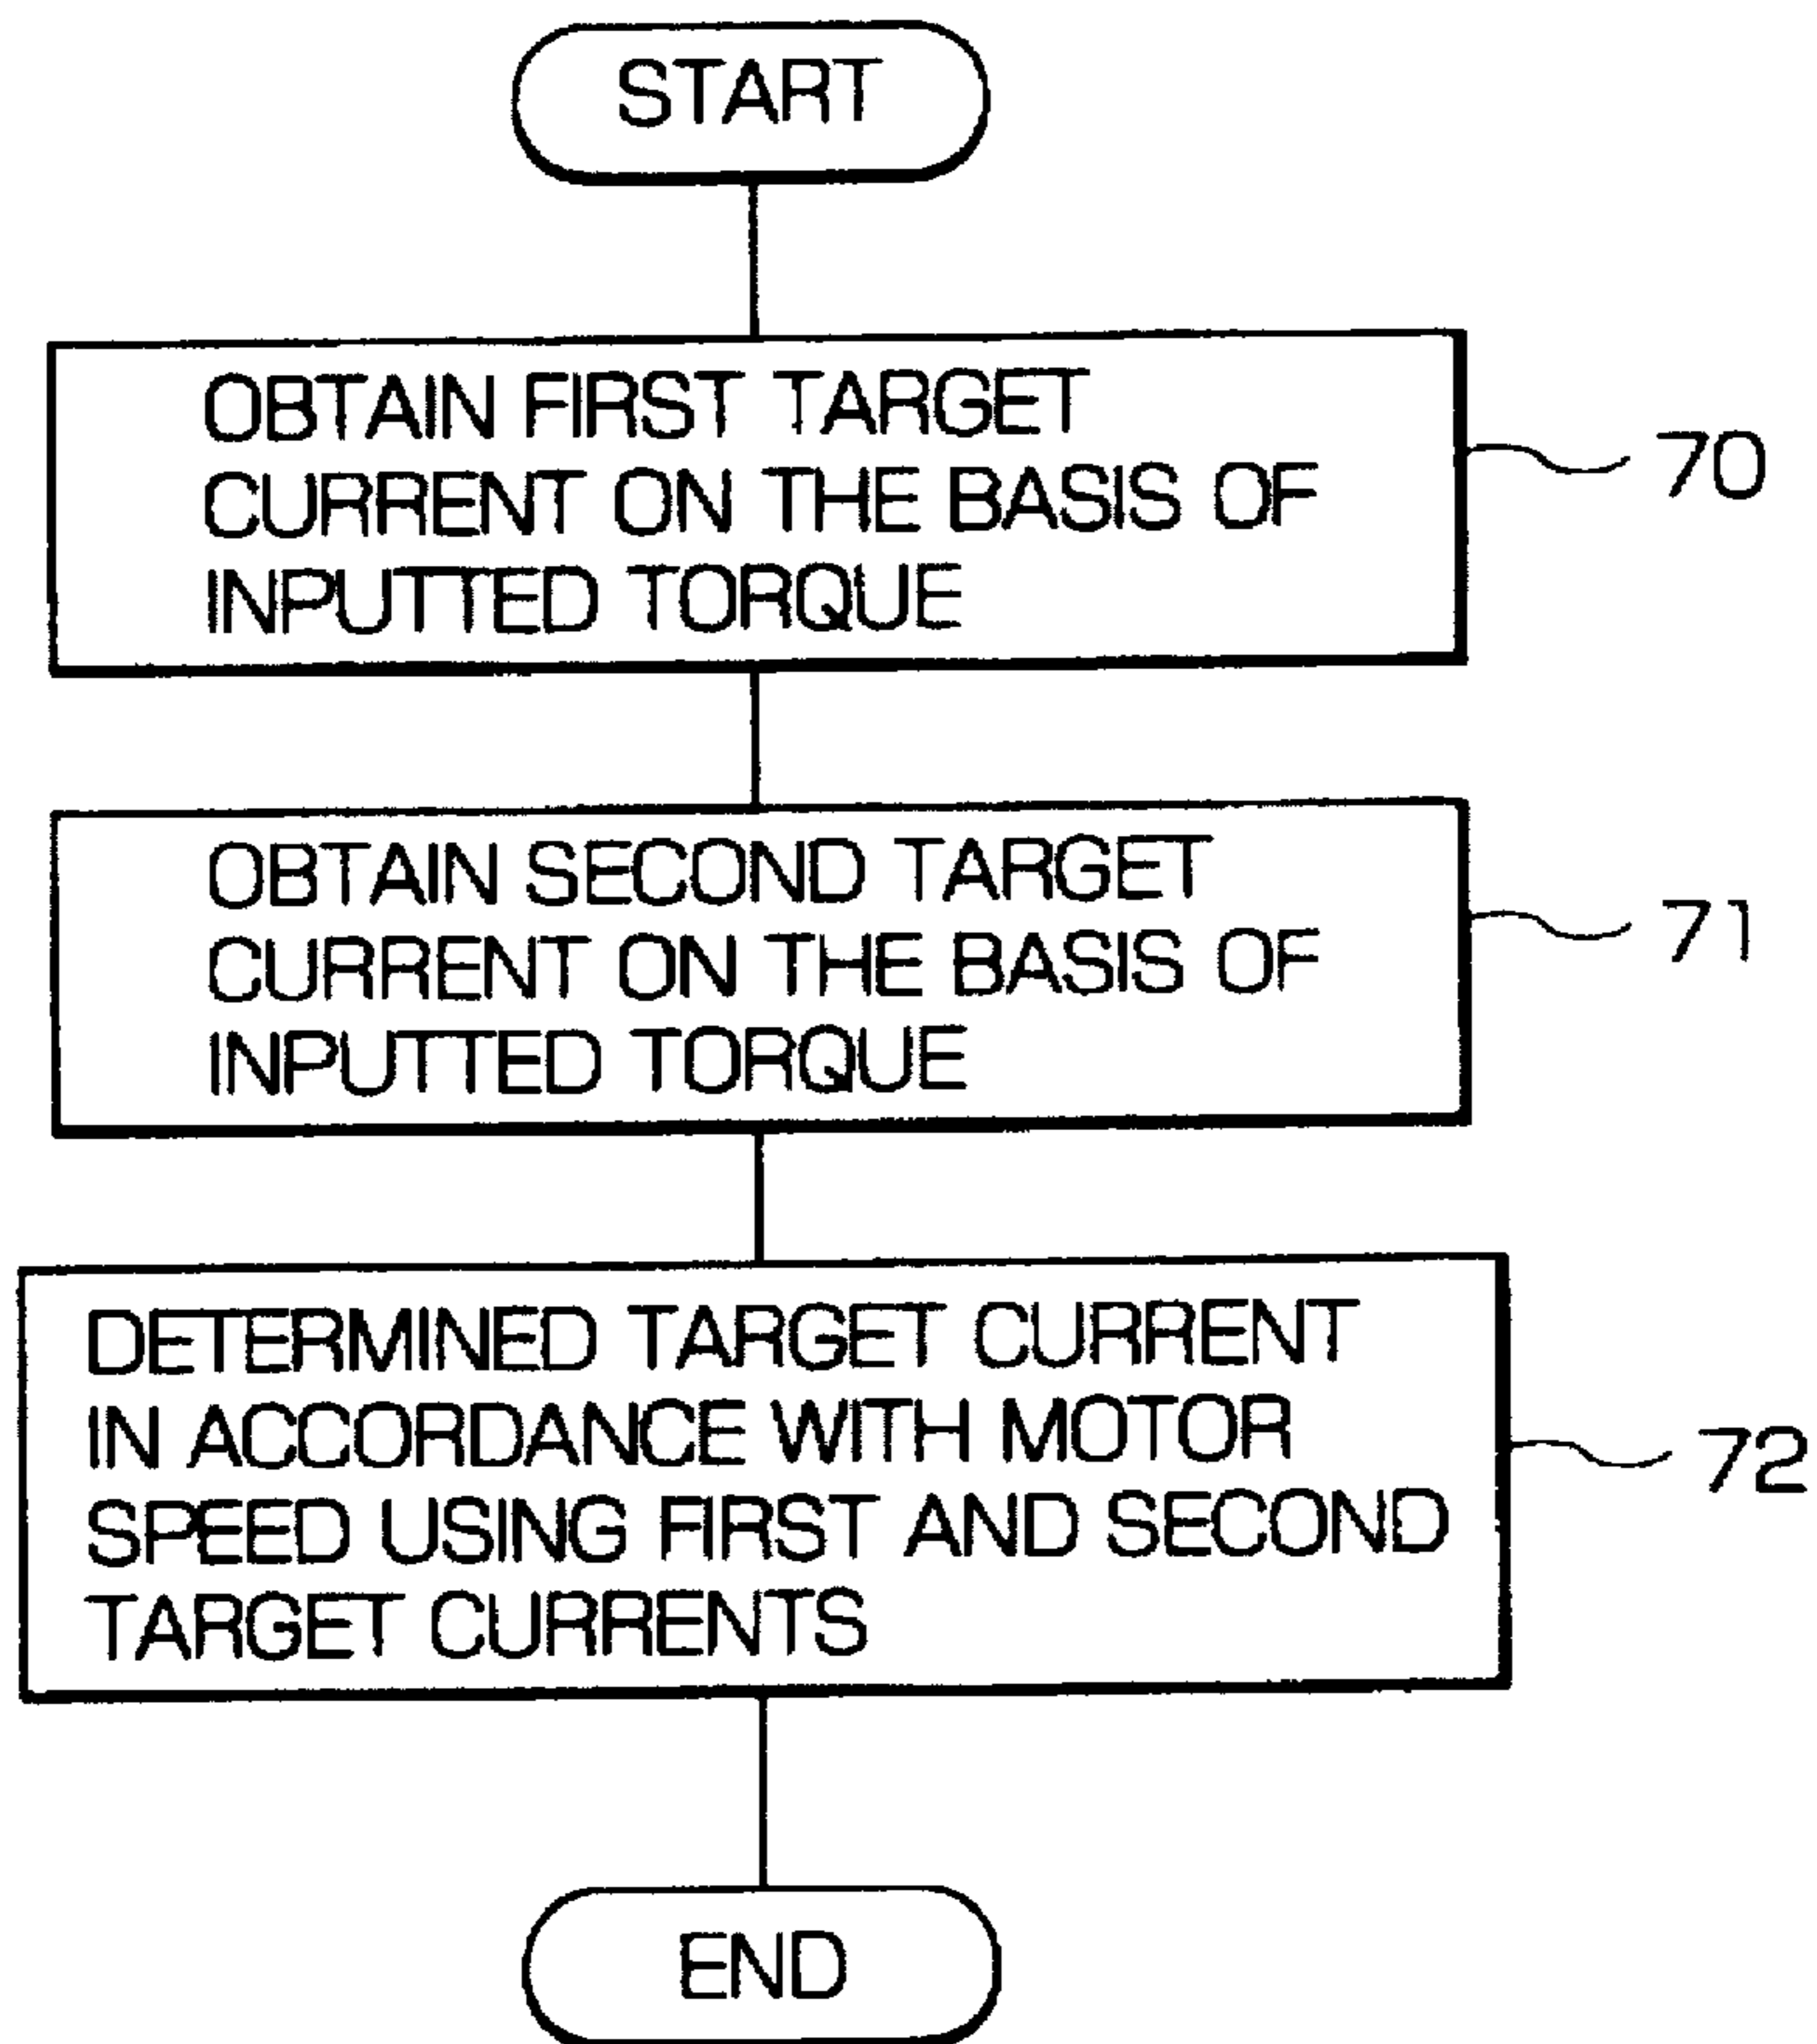 START
OBTAIN FIRST TARGET
CURRENT ON THE BASIS OF
INPUTTED TORQUE
70
OBTAIN SECOND TARGET
CURRENT ON THE BASIS OF
INPUTTED TORQUE
71
DETERMINED TARGET CURRENT
IN ACCORDANCE WITH MOTOR
SPEED USING FIRST AND SECOND
TARGET CURRENTS
72
END